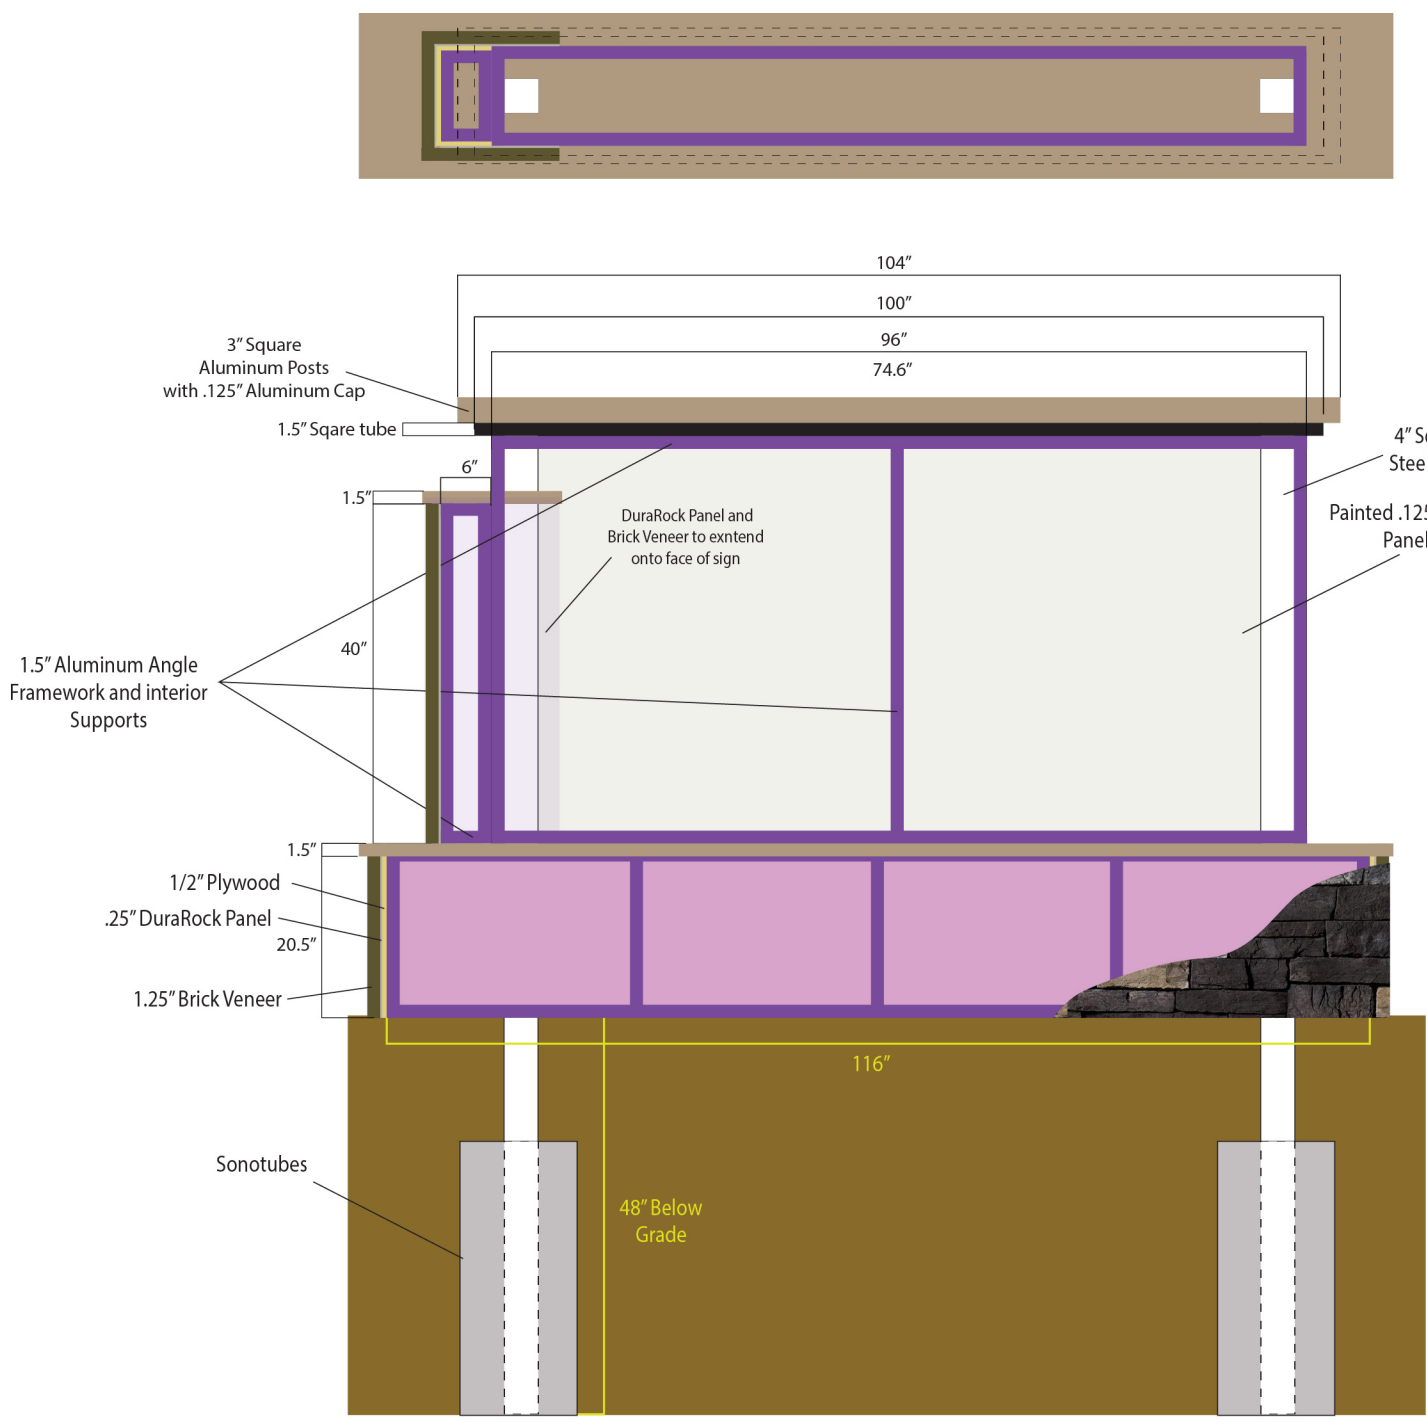 104”
100”
96”
74.6”
3” Square
Aluminum Posts
with .125” Aluminum Cap
1.5” Sqare tube
6”
1.5”
4”
DuraRock Panel and
Brick Veneer to exntend
onto face of sign
Painted .125
40”
1.5” Aluminum Angle
Framework and interior
Supports
1.5”
1/2” Plywood
.25” DuraRock Panel
20.5”
1.25” Brick Veneer
116”
Sonotubes
48” Below
Grade